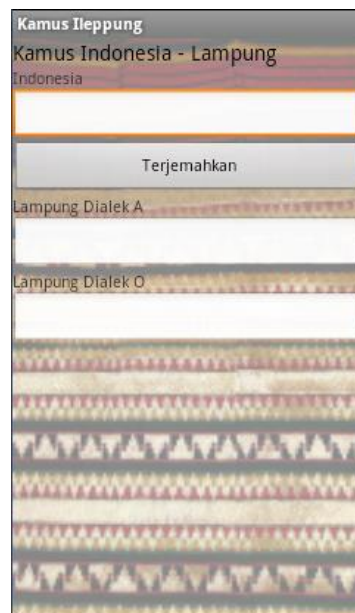 Kamus Ileppung
Kamus Indonesia - Lampung
Indonesia
Terjemahkan
Lampung Dialek A
Lampung Dialek O